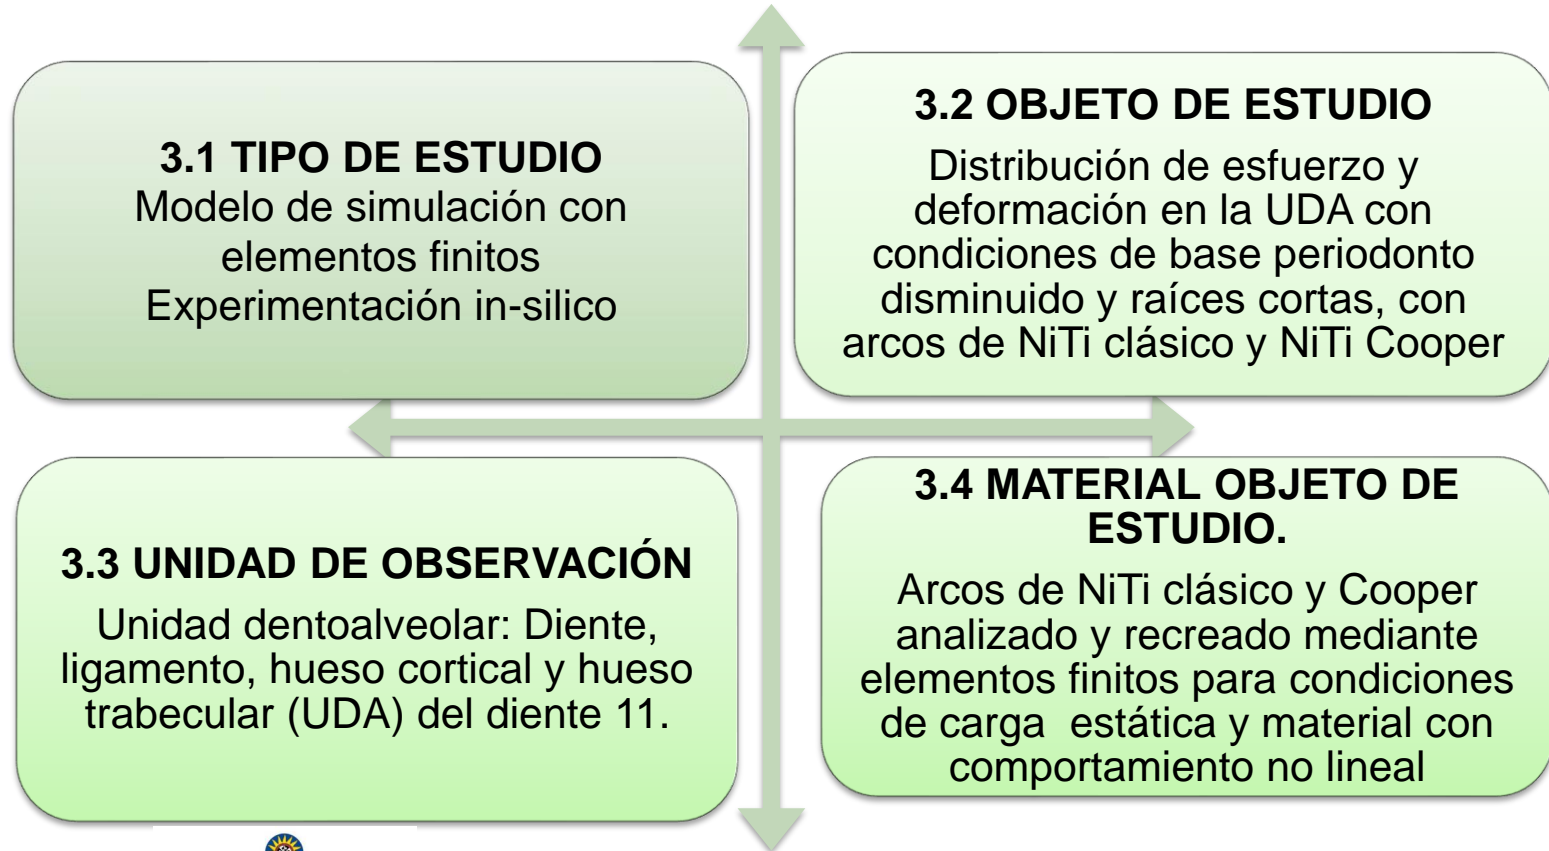 3.1 TIPO DE ESTUDIO
Modelo de simulación con
elementos finitos
Experimentación in-silico
3.2 OBJETO DE ESTUDIO
Distribución de esfuerzo y
deformación en la UDA con
condiciones de base periodonto
disminuido y raíces cortas, con
arcos de NiTi clásico y NiTi Cooper
3.3 UNIDAD DE OBSERVACIÓN
Unidad dentoalveolar: Diente,
ligamento, hueso cortical y hueso
trabecular (UDA) del diente 11.
3.4 MATERIAL OBJETO DE
ESTUDIO.
Arcos de NiTi clásico y Cooper
analizado y recreado mediante
elementos finitos para condiciones
de carga  estática y material con
comportamiento no lineal